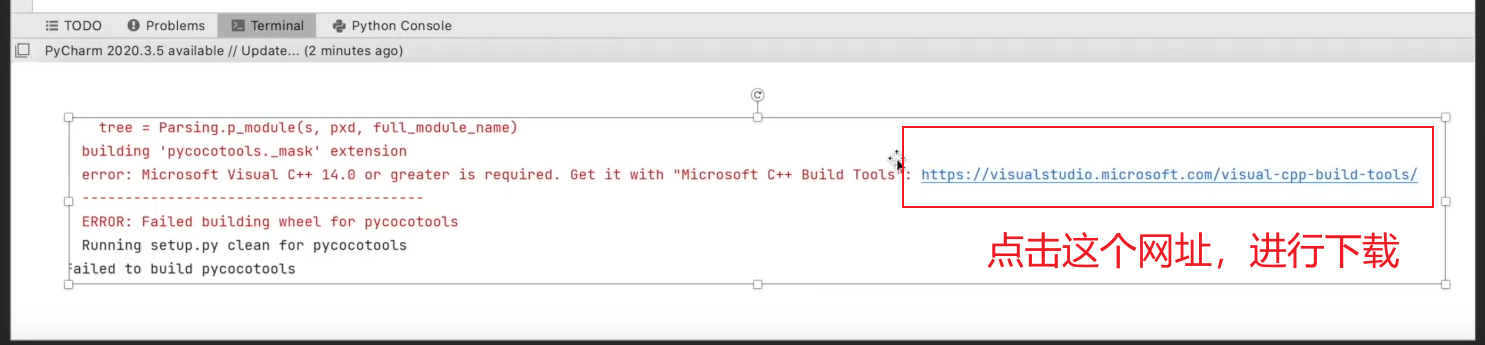 TODO Problems Terminal Python Console
PyCharm 2020.3.5 available // Update... (2 minutes ago)
tree = Parsing.p_module(s, pxd, full_module_name)
building 'pycocotools._mask' extension
error: Microsoft Visual C++ 14.0 or greater is required. Get it with "Microsoft C++ Build Tools": https://visualstudio.microsoft.com/visual-cpp-build-tools/
----------------------------------------
ERROR: Failed building wheel for pycocotools
Running setup.py clean for pycocotools
Failed to build pycocotools
点击这个网址，进行下载